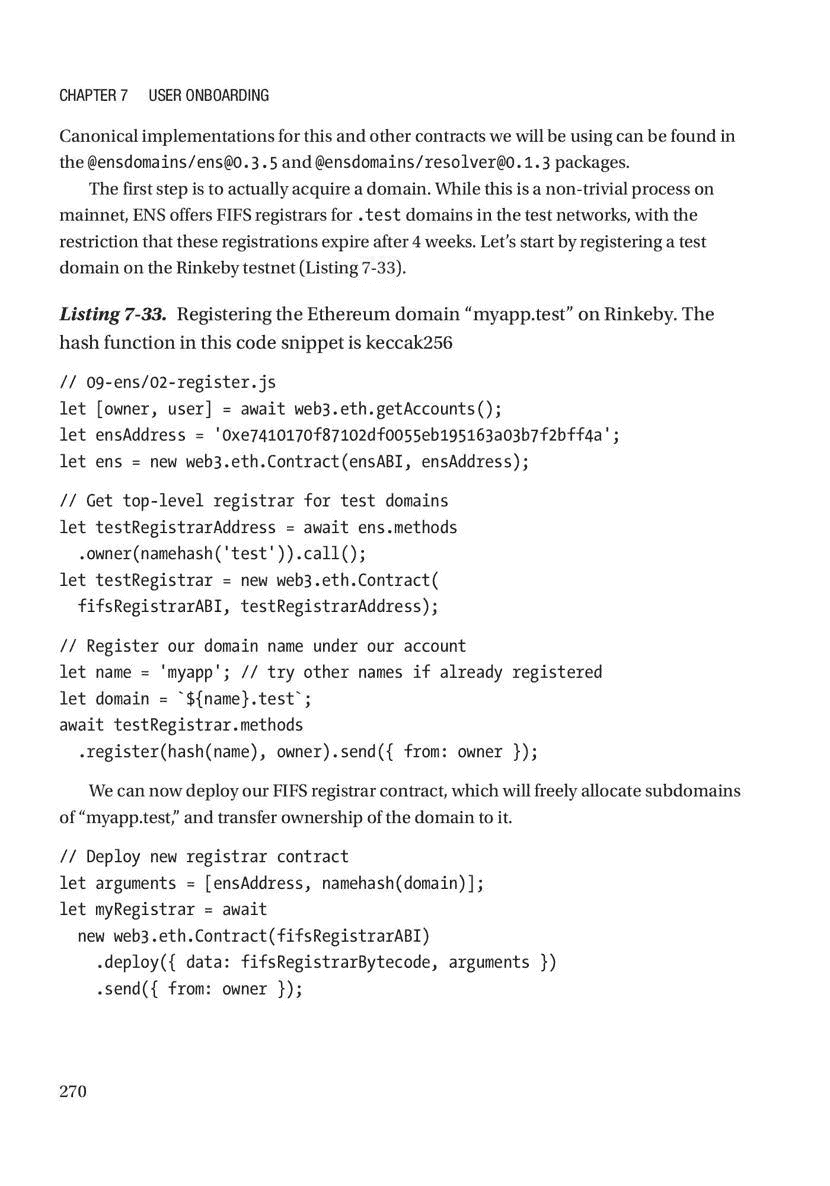 CHAPTER 7 USER ONBOARDING
Canonical implementations for this and other contracts we will be using can be found in
the @ensdomains/ens@0.3.5 and @ensdomains/resolver@0.1.3 packages.
The first step is to actually acquire a domain. While this is a non-trivial process on
mainnet, ENS offers FIFS registrars for .test domains in the test networks, with the
restriction that these registrations expire after 4 weeks. Let’s start by registering a test
domain on the Rinkeby testnet (Listing 7-33).
Listing 7-33. Registering the Ethereum domain “myapp.test” on Rinkeby. The
hash function in this code snippet is keccak256
// 09-ens/02-register.js
let [owner, user] = await web3.eth.getAccounts();
let ensAddress = '0xe7410170f87102df0055eb195163a03b7f2bff4a';
let ens = new web3.eth.Contract(ensABI, ensAddress);
// Get top-level registrar for test domains
let testRegistrarAddress = await ens.methods
.owner(namehash('test')).call();
let testRegistrar = new web3.eth.Contract(
fifsRegistrarABI, testRegistrarAddress);
// Register our domain name under our account
let name = 'myapp'; // try other names if already registered
let domain = `${name}.test`;
await testRegistrar.methods
.register(hash(name), owner).send({ from: owner });
We can now deploy our FIFS registrar contract, which will freely allocate subdomains
of “myapp.test,” and transfer ownership of the domain to it.
// Deploy new registrar contract
let arguments = [ensAddress, namehash(domain)];
let myRegistrar = await
new web3.eth.Contract(fifsRegistrarABI)
.deploy({ data: fifsRegistrarBytecode, arguments })
.send({ from: owner });
270